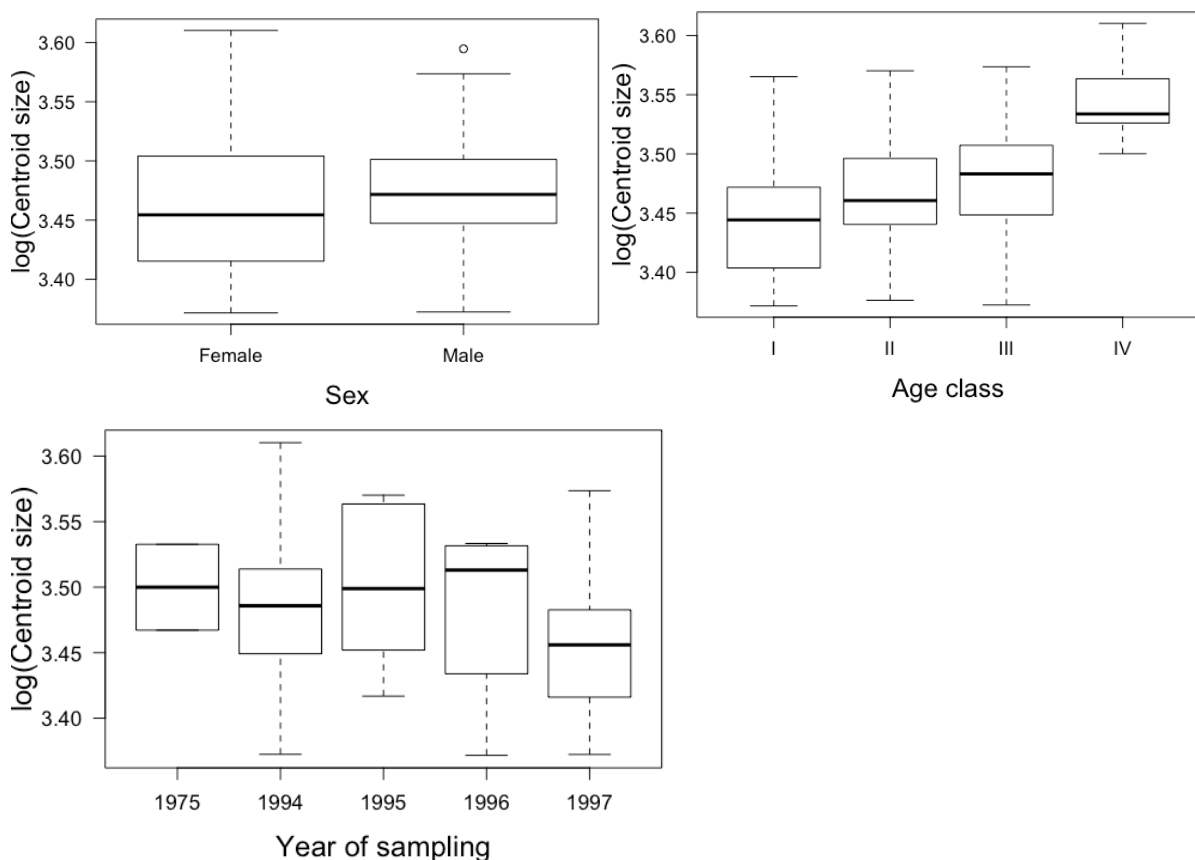 log(Centroid size)
3.60
3.55
3.50
3.45
3.40
Female Male
Sex
log(Centroid size)
3.60
3.55
3.50
3.45
3.40
I II III IV
Age class
log(Centroid size)
3.60
3.55
3.50
3.45
3.40
1975 1994 1995 1996 1997
Year of sampling